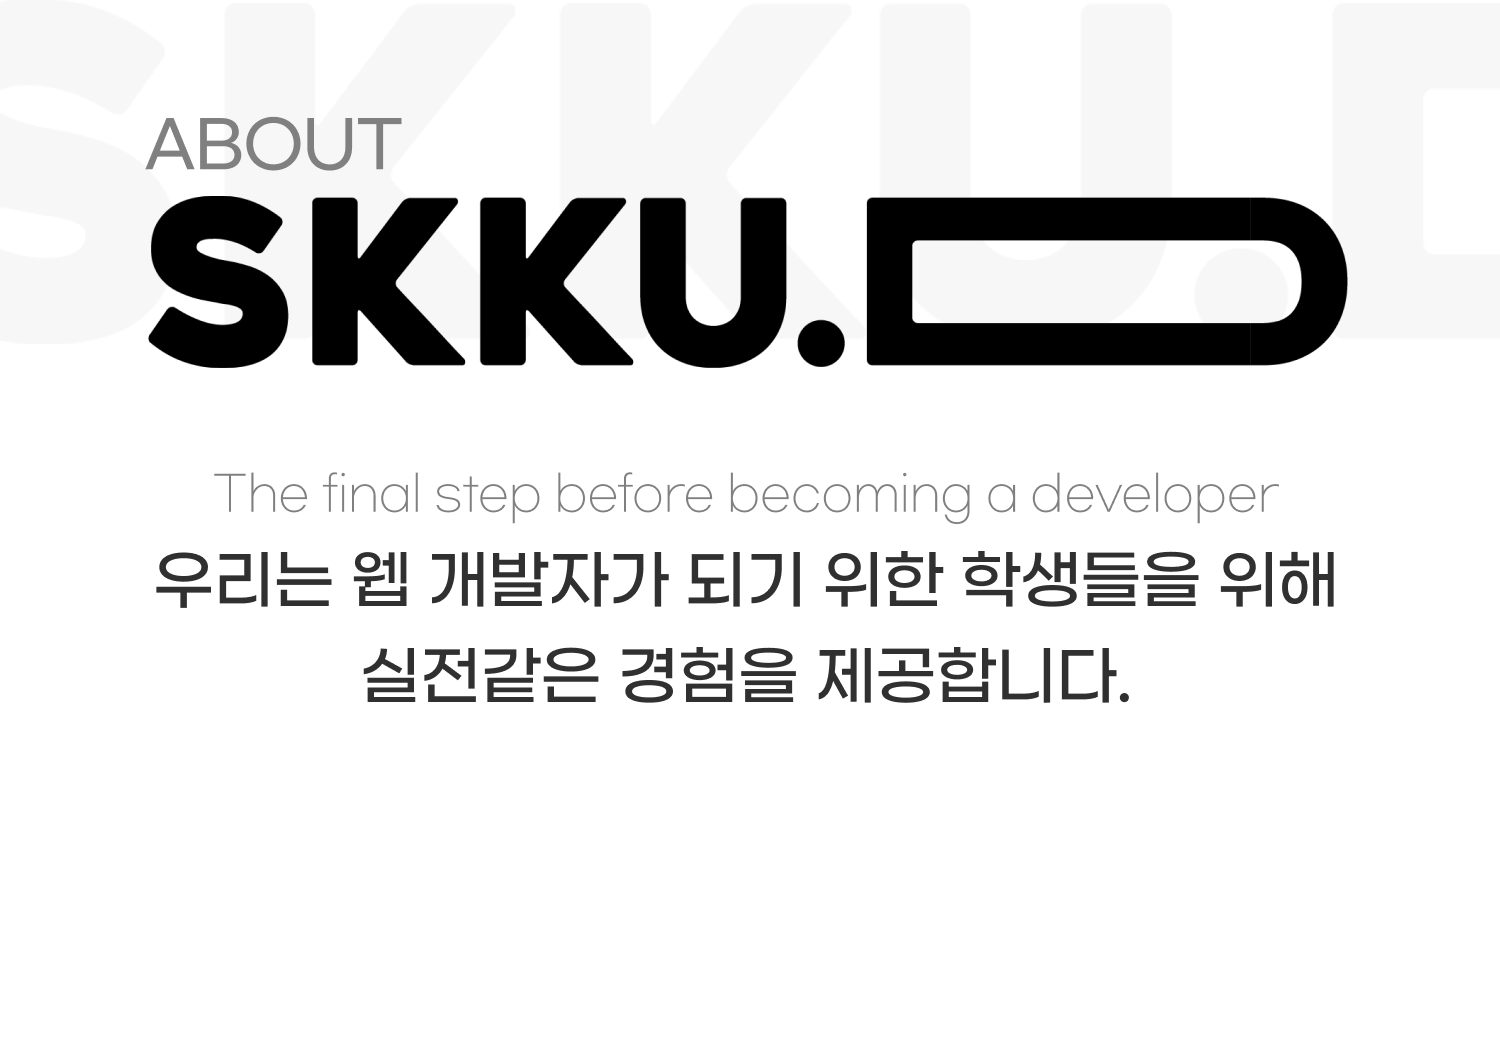 ABOUT
SKKU.D
The final step before becoming a developer
우리는 웹 개발자가 되기 위한 학생들을 위해
실전같은 경험을 제공합니다.